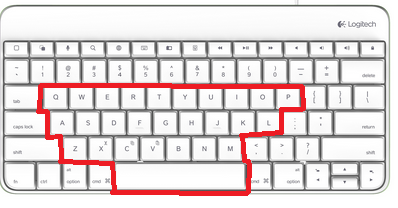 Logitech
~ ! @ # $ % ^ & * ( ) — +
1 2 3 4 5 6 7 8 9 0 - = delete
tab Q W E R T Y U I O P { } |
[ ] \
caps lock A S D F G H J K L : "
; ' return
shift Z X C V B N M < > ?
, . / shift
fn ctrl alt option cmd ⌘ ⌘ cmd alt option